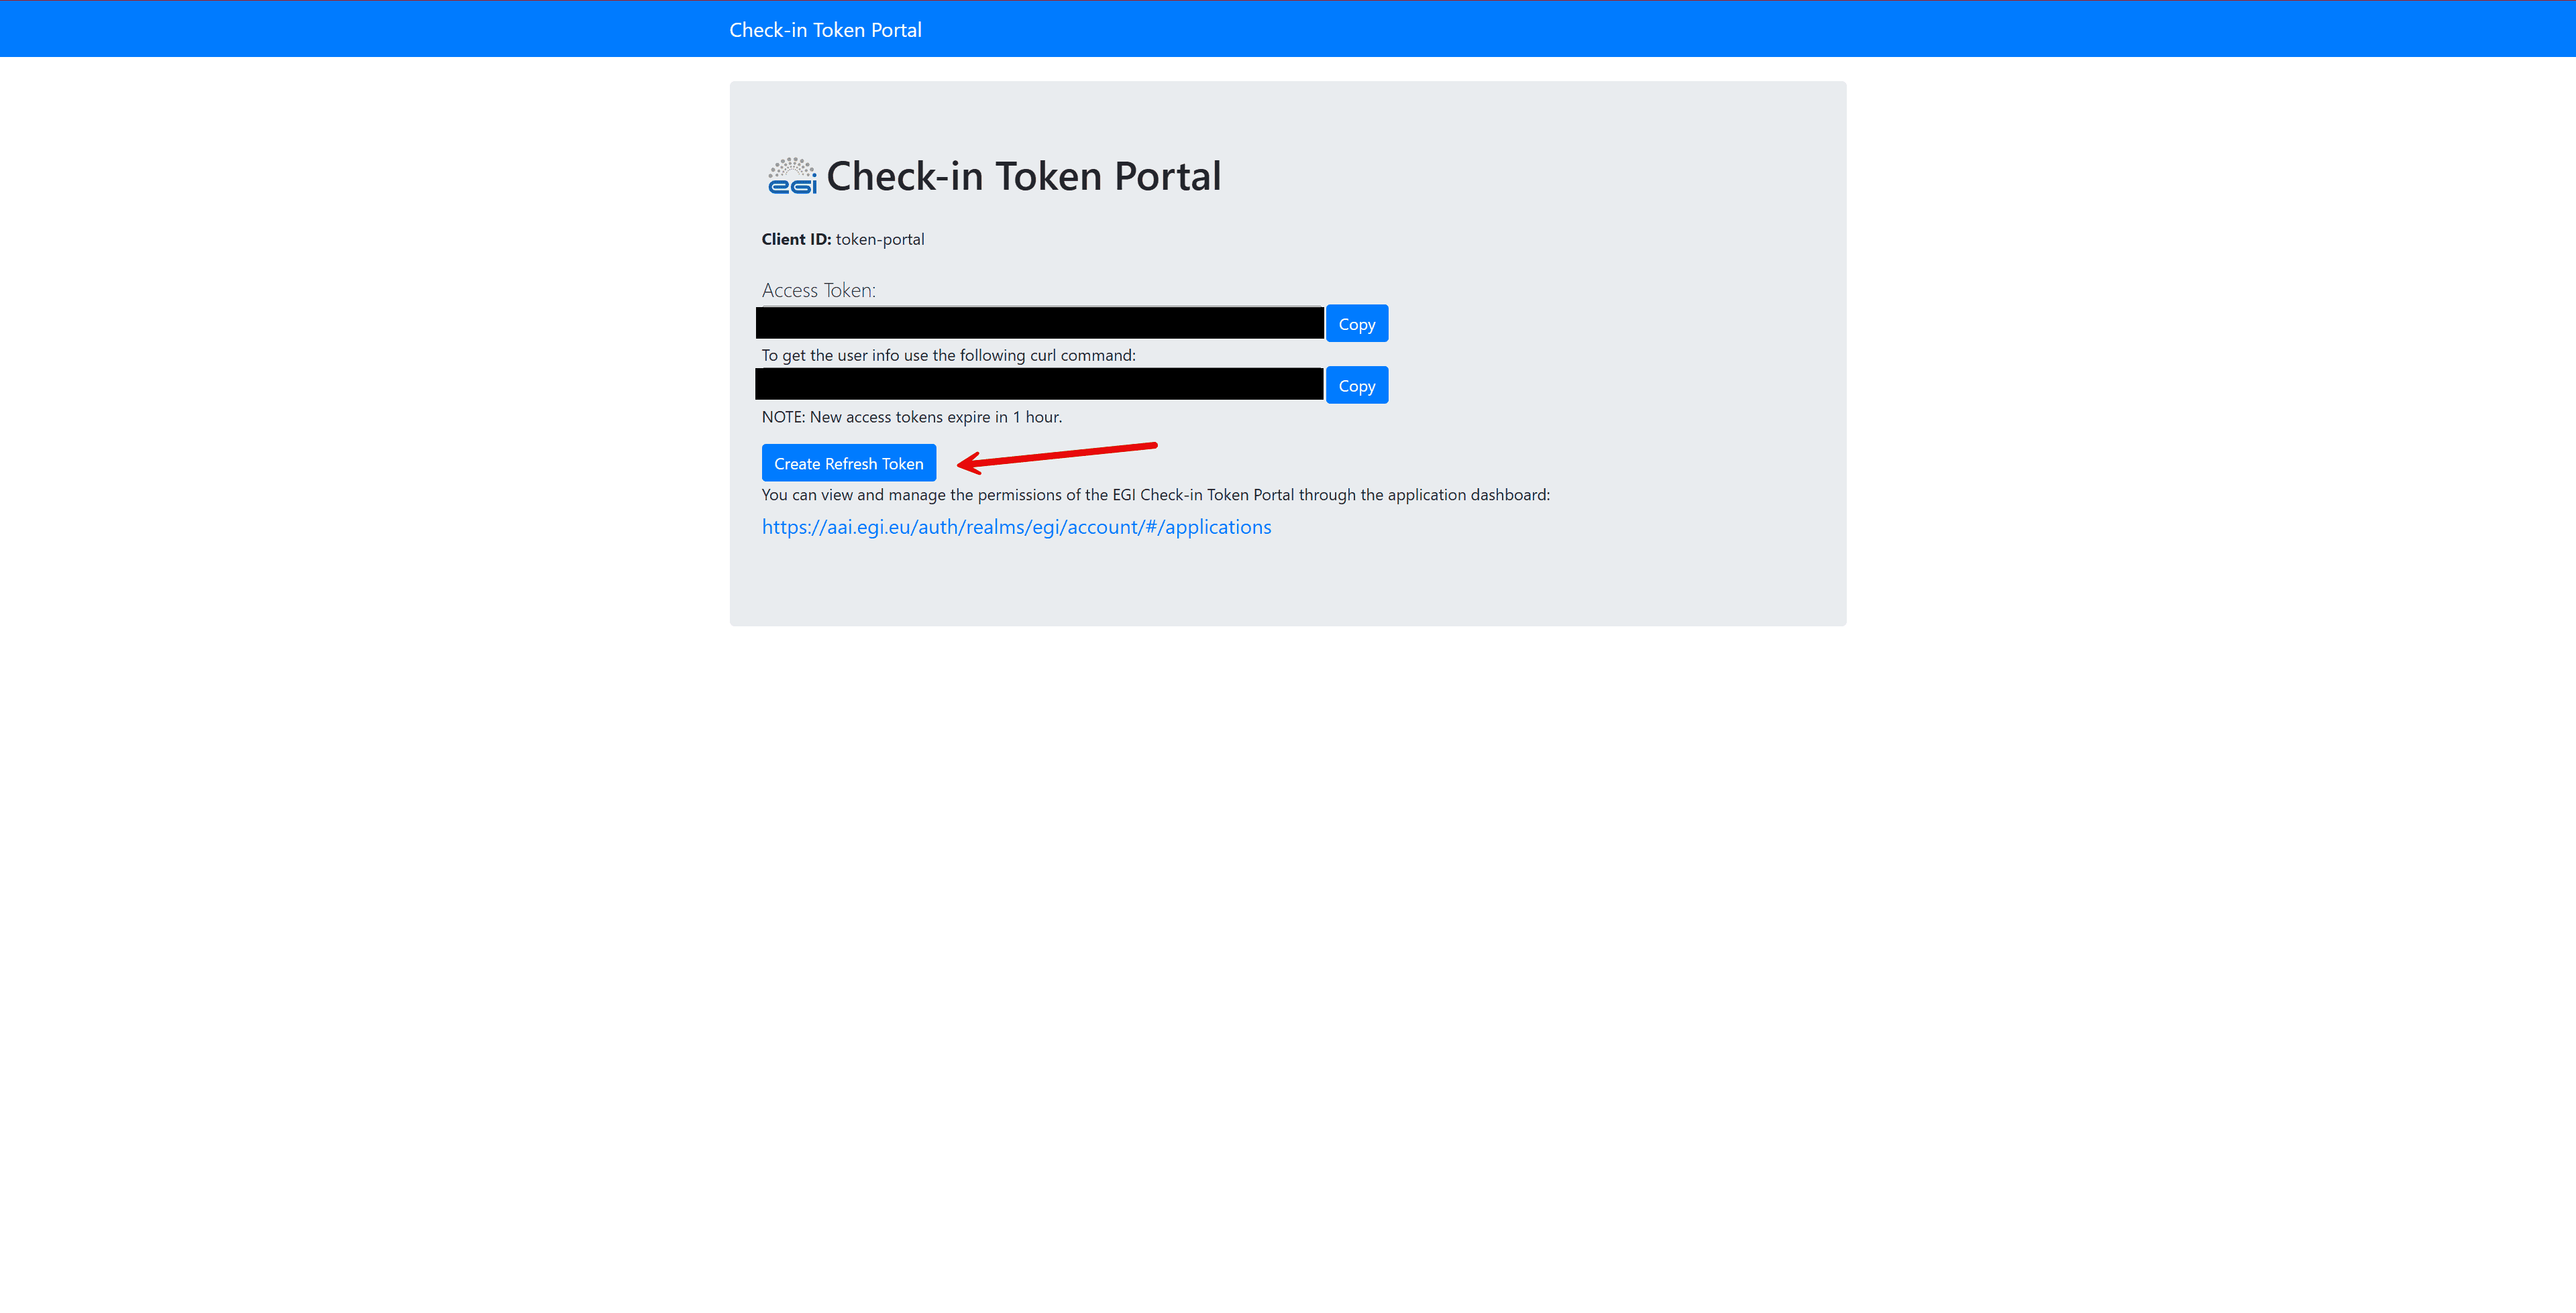 Check-in Token Portal
egi Check-in Token Portal
Client ID: token-portal
Access Token:
Copy
To get the user info use the following curl command:
Copy
NOTE: New access tokens expire in 1 hour.
Create Refresh Token
You can view and manage the permissions of the EGI Check-in Token Portal through the application dashboard:
https://aai.egi.eu/auth/realms/egi/account/#/applications